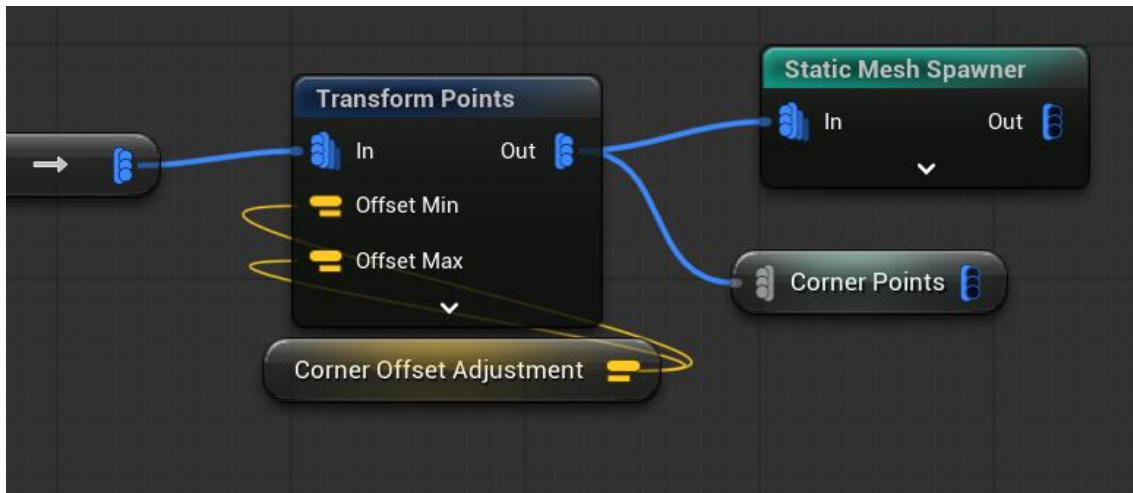 Transform Points
In
Out
Offset Min
Offset Max
Corner Offset Adjustment
Static Mesh Spawner
In
Out
Corner Points